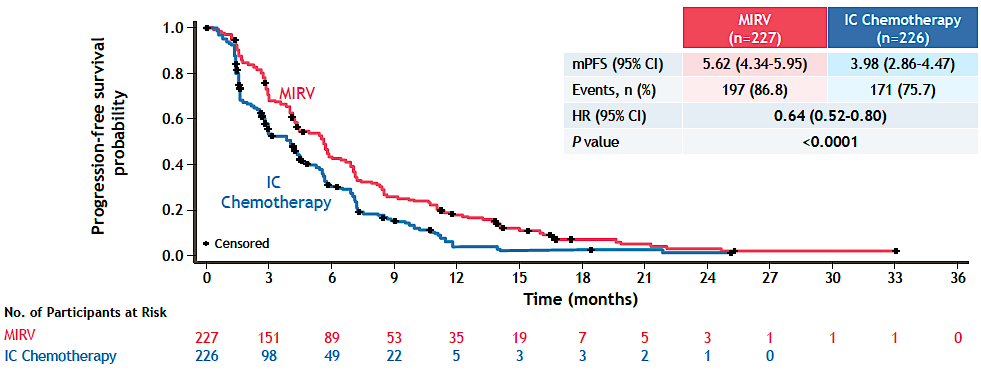 MIRV
(n=227)
IC Chemotherapy
(n=226)
mPFS (95% CI) 5.62 (4.34-5.95) 3.98 (2.86-4.47)
Events, n (%) 197 (86.8) 171 (75.7)
HR (95% CI) 0.64 (0.52-0.80)
P value <0.0001
Progression-free survival
probability
1.0
0.8
0.6
0.4
0.2
0.0
MIRV
IC
Chemotherapy
Censored
0 3 6 9 12 15 18 21 24 27 30 33 36
Time (months)
No. of Participants at Risk
MIRV 227 151 89 53 35 19 7 5 3 1 1 1 0
IC Chemotherapy 226 98 49 22 5 3 3 2 1 0